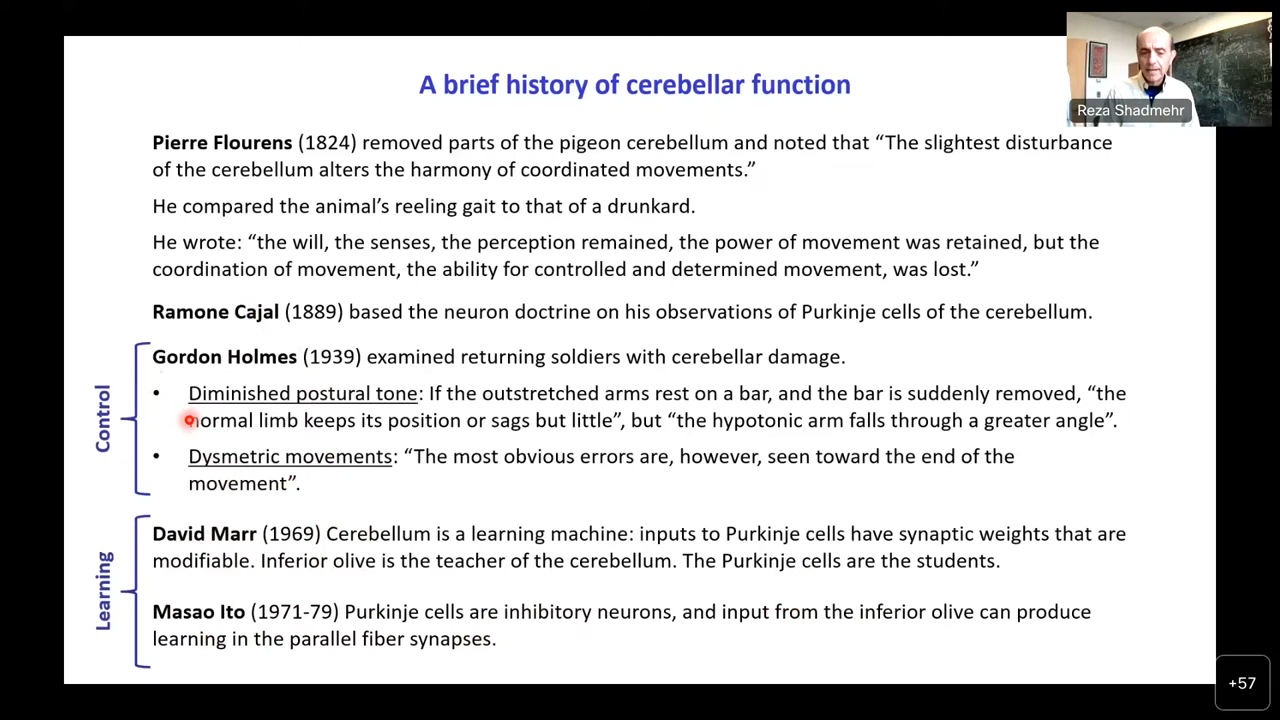 A brief history of cerebellar function
Reza Shadmehr
Pierre Flourens (1824) removed parts of the pigeon cerebellum and noted that “The slightest disturbance
of the cerebellum alters the harmony of coordinated movements.”
He compared the animal’s reeling gait to that of a drunkard.
He wrote: “the will, the senses, the perception remained, the power of movement was retained, but the
coordination of movement, the ability for controlled and determined movement, was lost.”
Ramone Cajal (1889) based the neuron doctrine on his observations of Purkinje cells of the cerebellum.
Control
Gordon Holmes (1939) examined returning soldiers with cerebellar damage.
• Diminished postural tone: If the outstretched arms rest on a bar, and the bar is suddenly removed, “the
normal limb keeps its position or sags but little”, but “the hypotonic arm falls through a greater angle”.
• Dysmetric movements: “The most obvious errors are, however, seen toward the end of the
movement”.
Learning
David Marr (1969) Cerebellum is a learning machine: inputs to Purkinje cells have synaptic weights that are
modifiable. Inferior olive is the teacher of the cerebellum. The Purkinje cells are the students.
Masao Ito (1971-79) Purkinje cells are inhibitory neurons, and input from the inferior olive can produce
learning in the parallel fiber synapses.
+57